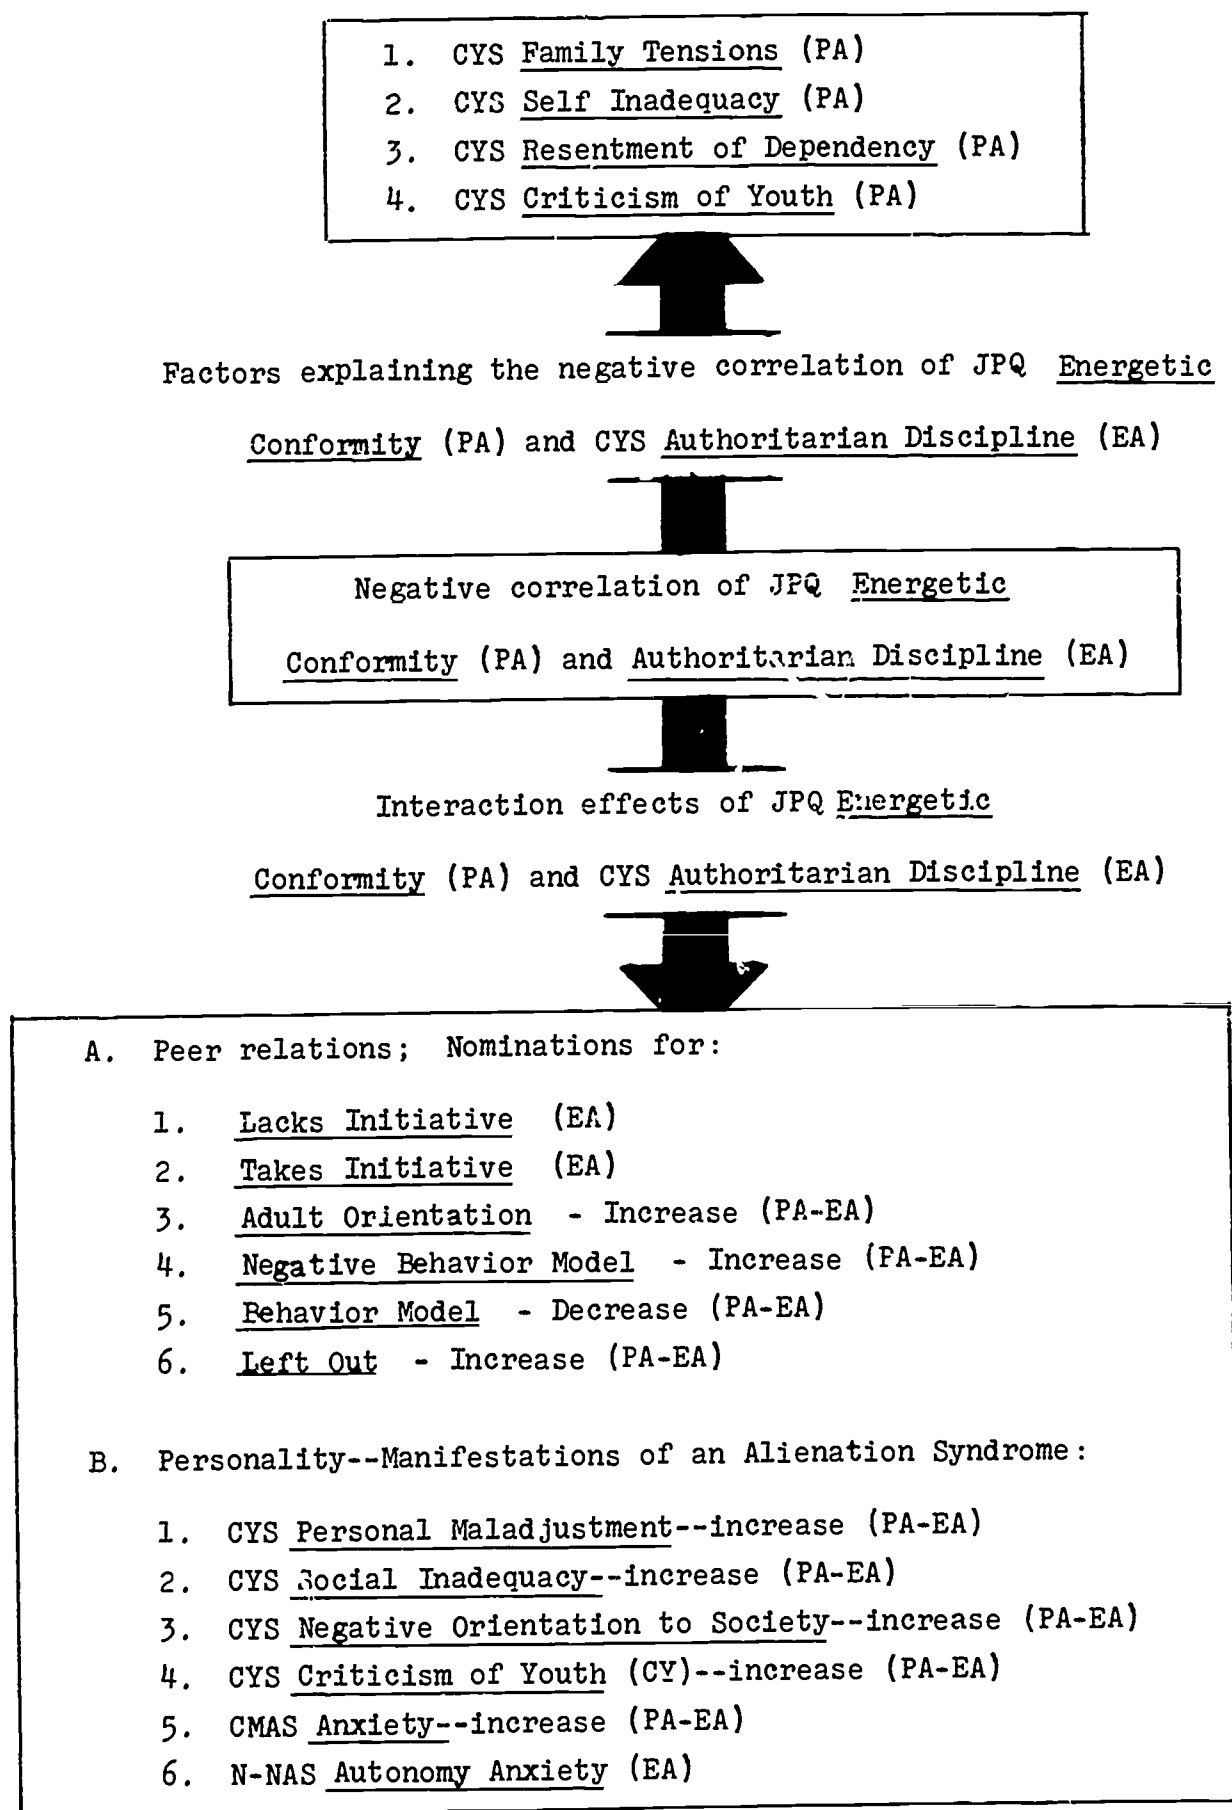 1. CYS Family Tensions (PA)
2. CYS Self Inadequacy (PA)
3. CYS Resentment of Dependency (PA)
4. CYS Criticism of Youth (PA)
Factors explaining the negative correlation of JPQ Energetic
Conformity (PA) and CYS Authoritarian Discipline (EA)
Negative correlation of JPQ Energetic
Conformity (PA) and Authoritarian Discipline (EA)
Interaction effects of JPQ Energetic
Conformity (PA) and CYS Authoritarian Discipline (EA)
A. Peer relations; Nominations for:
1. Lacks Initiative (EA)
2. Takes Initiative (EA)
3. Adult Orientation - Increase (PA-EA)
4. Negative Behavior Model - Increase (PA-EA)
5. Behavior Model - Decrease (PA-EA)
6. Left Out - Increase (PA-EA)
B. Personality--Manifestations of an Alienation Syndrome:
1. CYS Personal Maladjustment--increase (PA-EA)
2. CYS Social Inadequacy--increase (PA-EA)
3. CYS Negative Orientation to Society--increase (PA-EA)
4. CYS Criticism of Youth (CY)--increase (PA-EA)
5. CMAS Anxiety--increase (PA-EA)
6. N-NAS Autonomy Anxiety (EA)